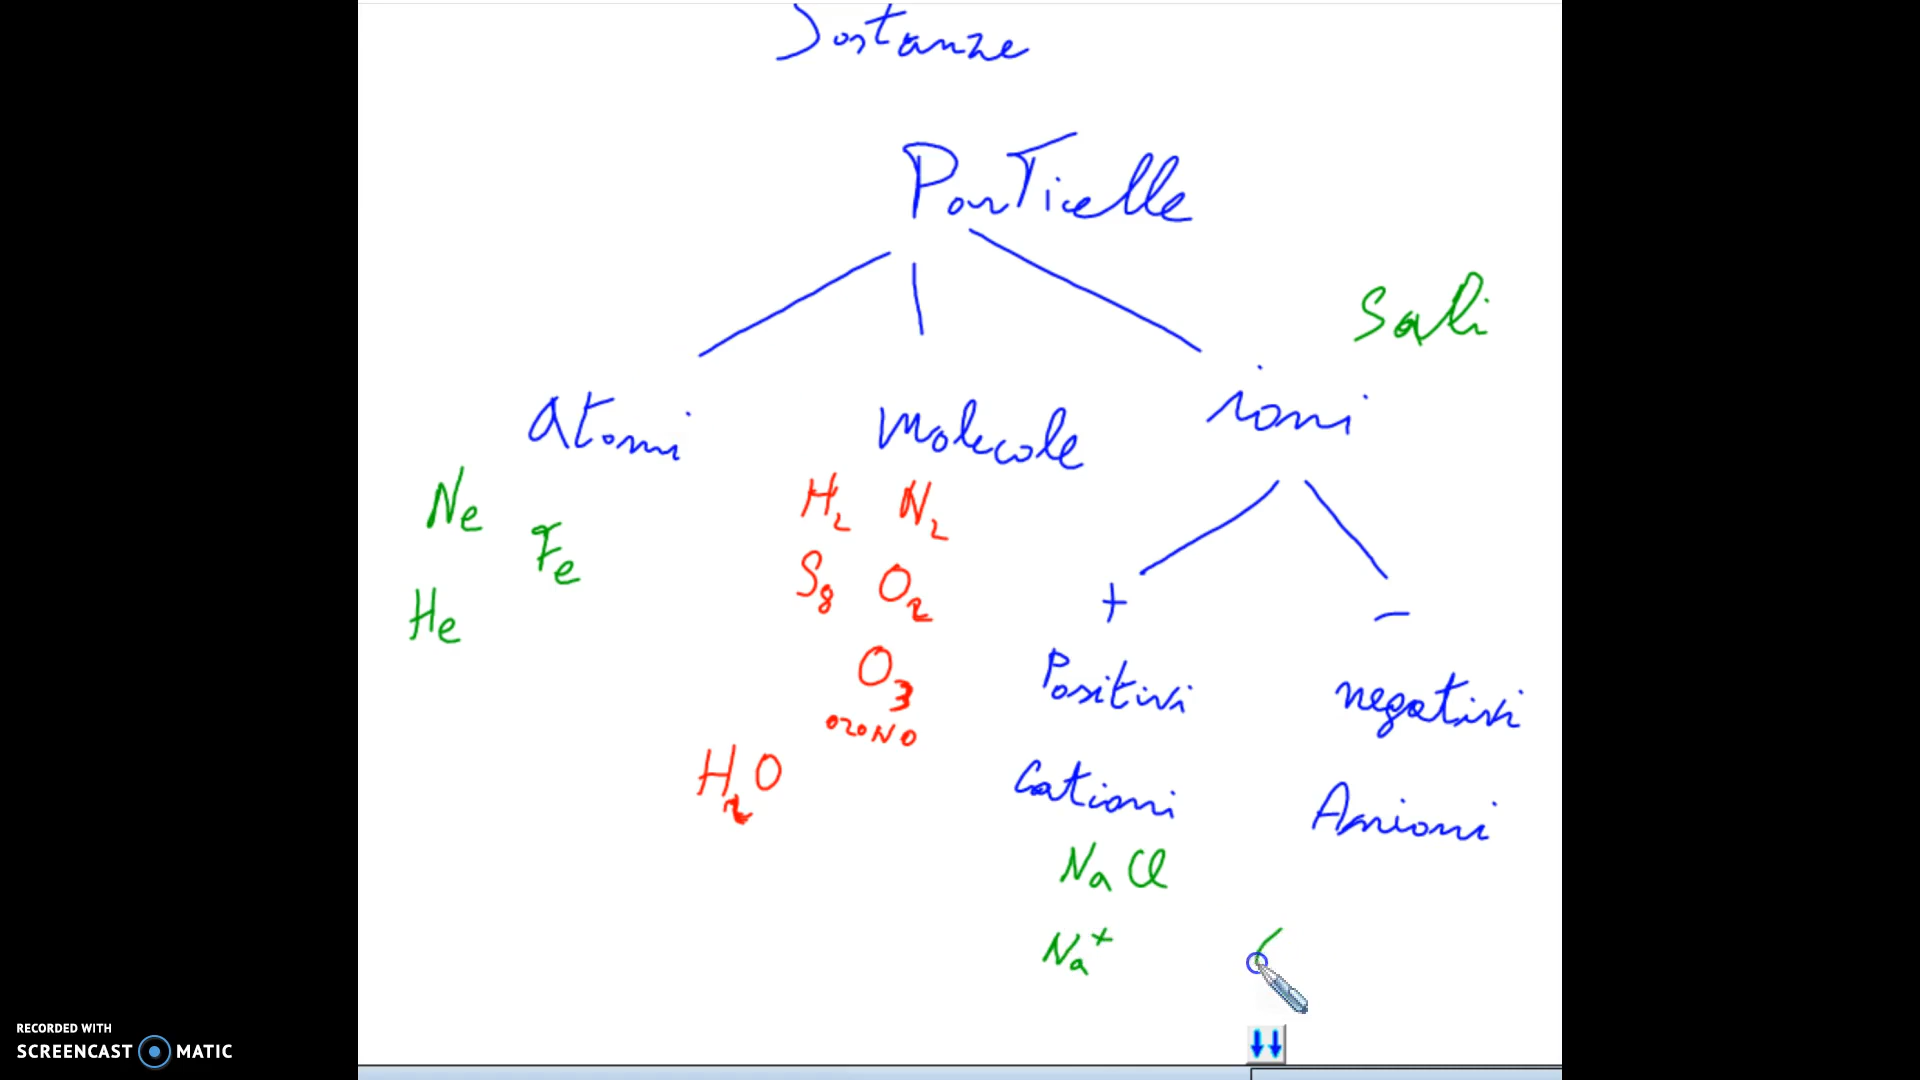 Sostanze
Particelle
Sali
atomi molecole ioni
Ne Fe
He
H2 N2
S8 O2
O3
OZONO
H2O
+ -
Positivi negativi
Cationi Anioni
NaCl
Na+
RECORDED WITH
SCREENCAST MATIC